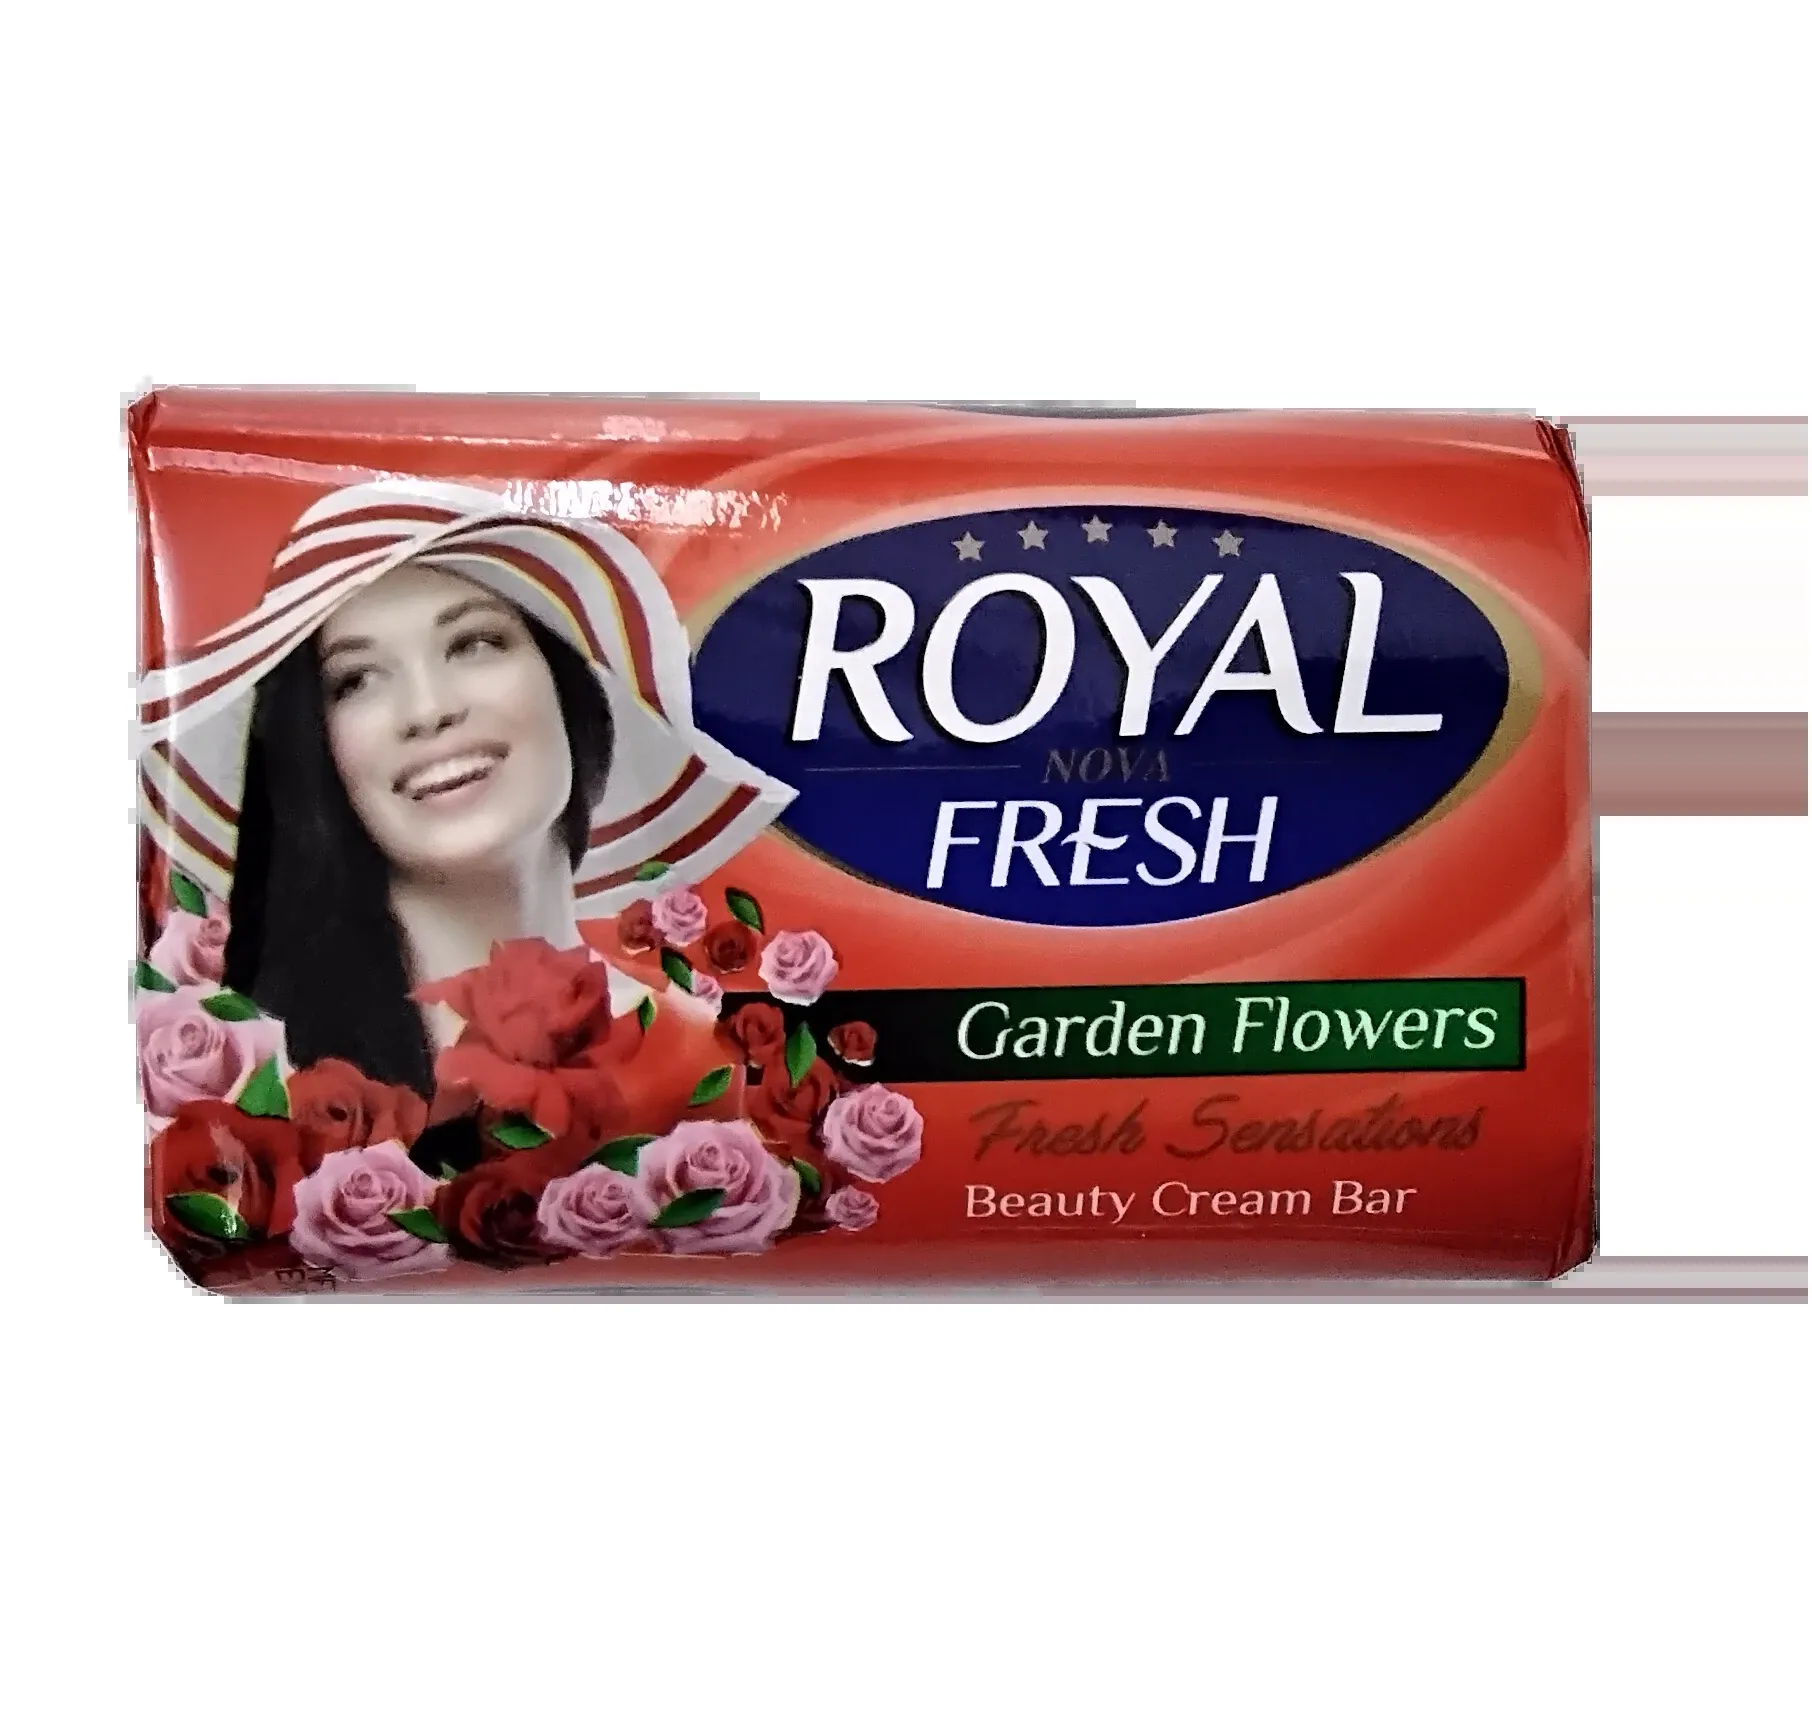 ROYAL
NOVA
FRESH
Garden Flowers
Fresh Sensations
Beauty Cream Bar